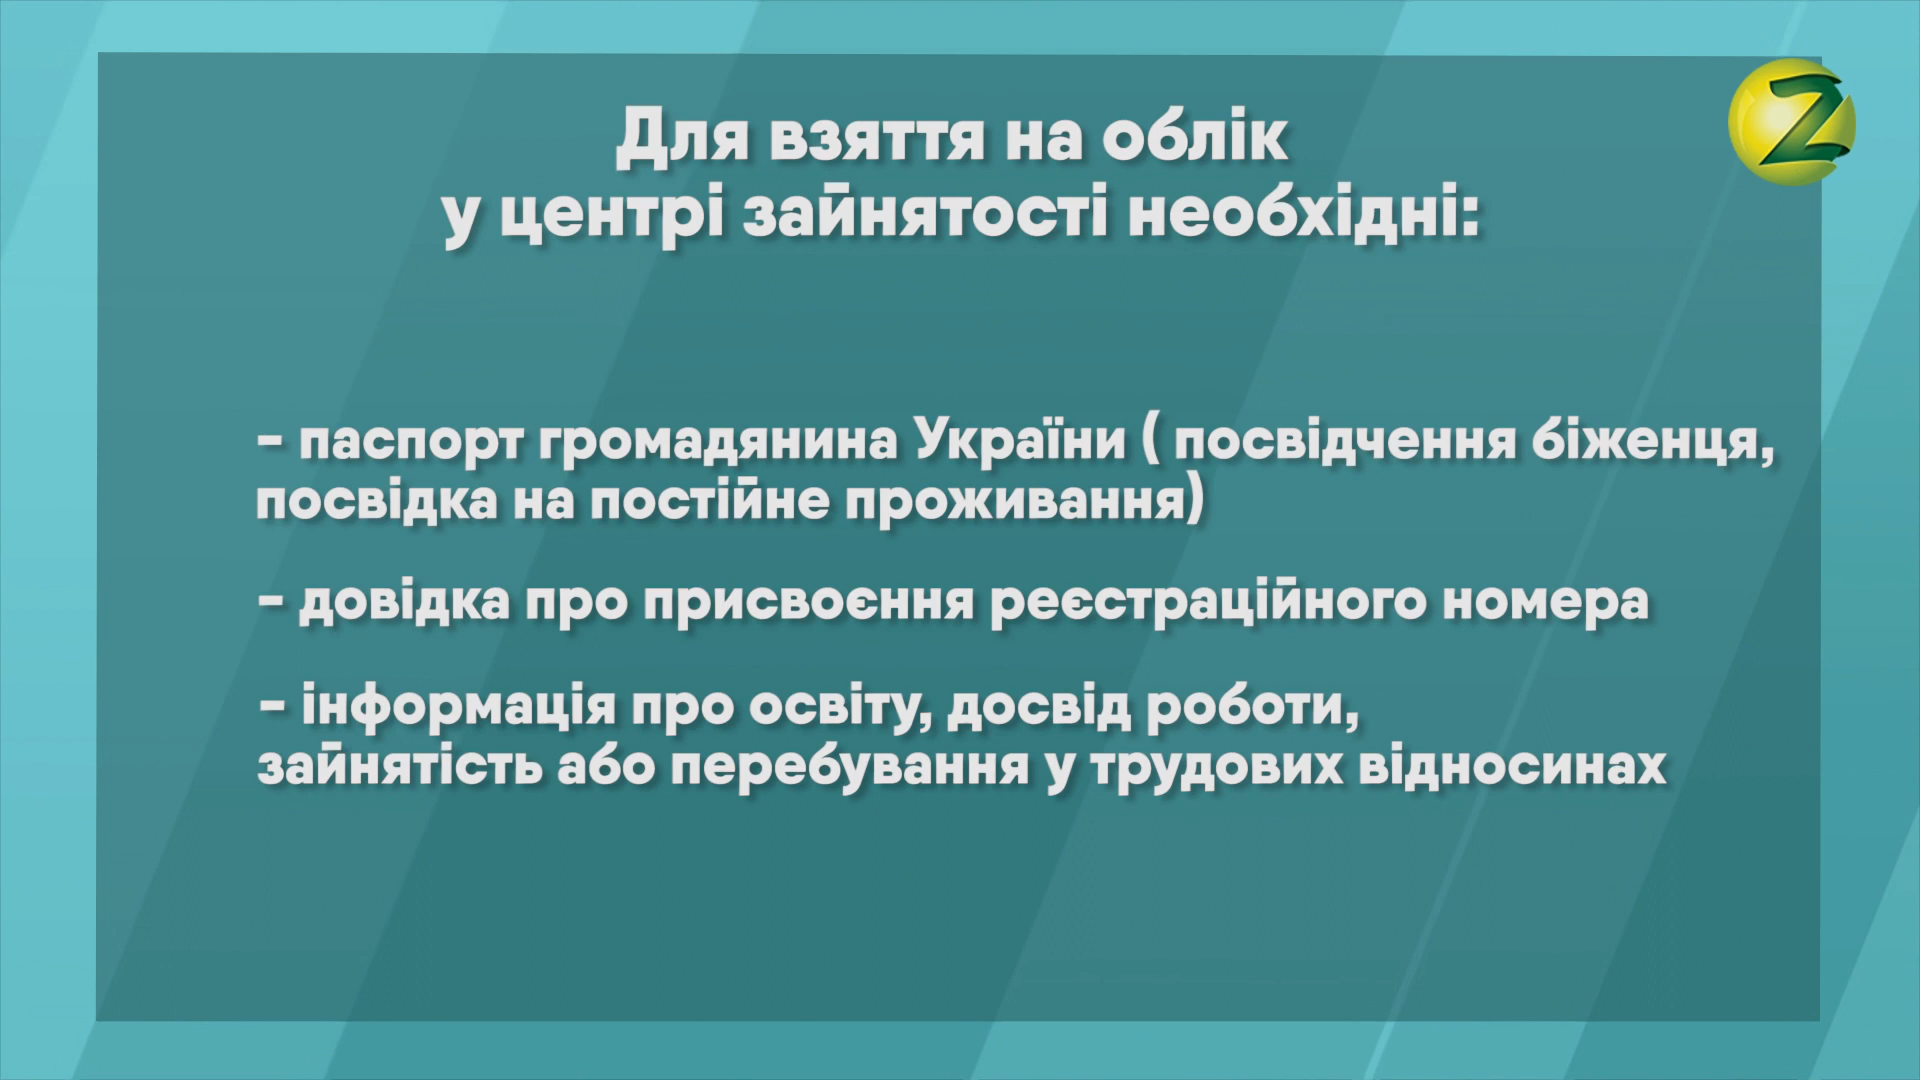 Для взяття на облік
у центрі зайнятості необхідні:
Z
– паспорт громадянина України ( посвідчення біженця,
посвідка на постійне проживання)
– довідка про присвоєння реєстраційного номера
– інформація про освіту, досвід роботи,
зайнятість або перебування у трудових відносинах